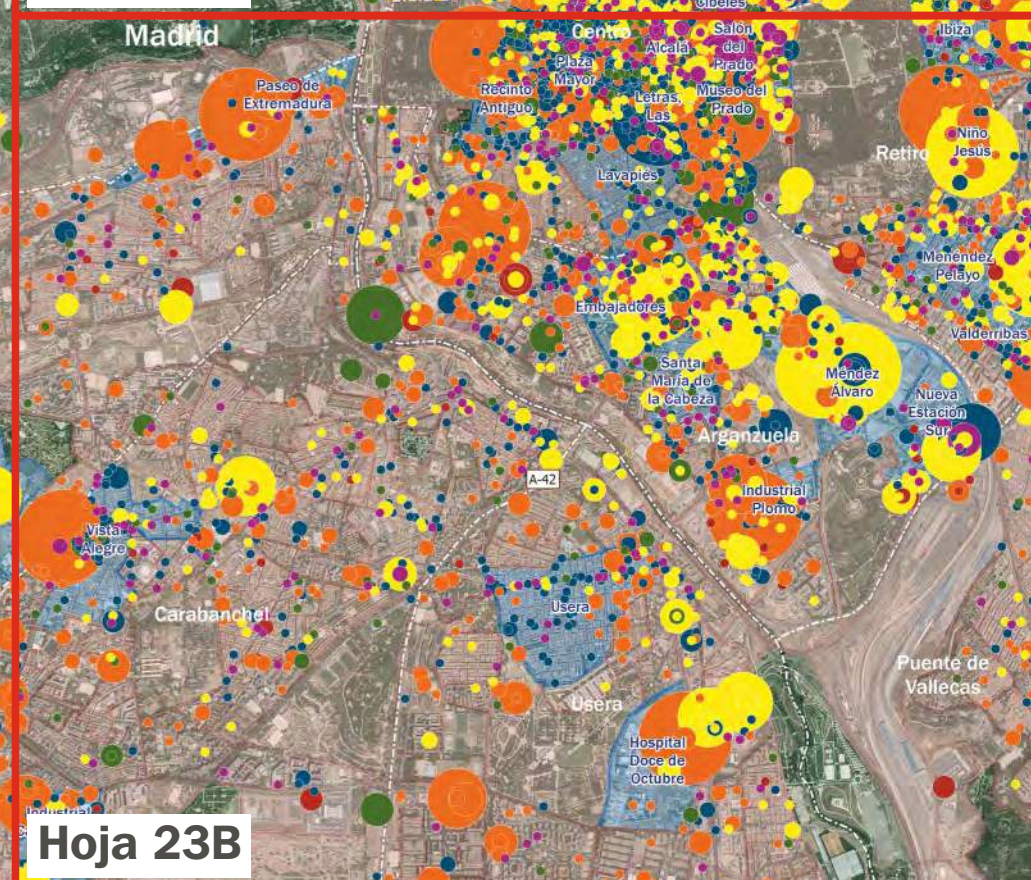 Cibeles
Madrid
Centro
Alcalá
Salón
del
Prado
Ibiza
Plaza
Mayor
Paseo de
Extremadura
Recinto
Antiguo
Letras,
Las
Museo del
Prado
Niño
Jesús
Retiro
Lavapiés
Menéndez
Pelayo
Embajadores
Valderribas
Santa
María de
la Cabeza
Méndez
Álvaro
Nueva
Estación
Sur
Arganzuela
A-42
Industrial
Plomo
Vista
Alegre
Carabanchel
Usera
Puente de
Vallecas
Usera
Hospital
Doce de
Octubre
Industrial
Hoja 23B